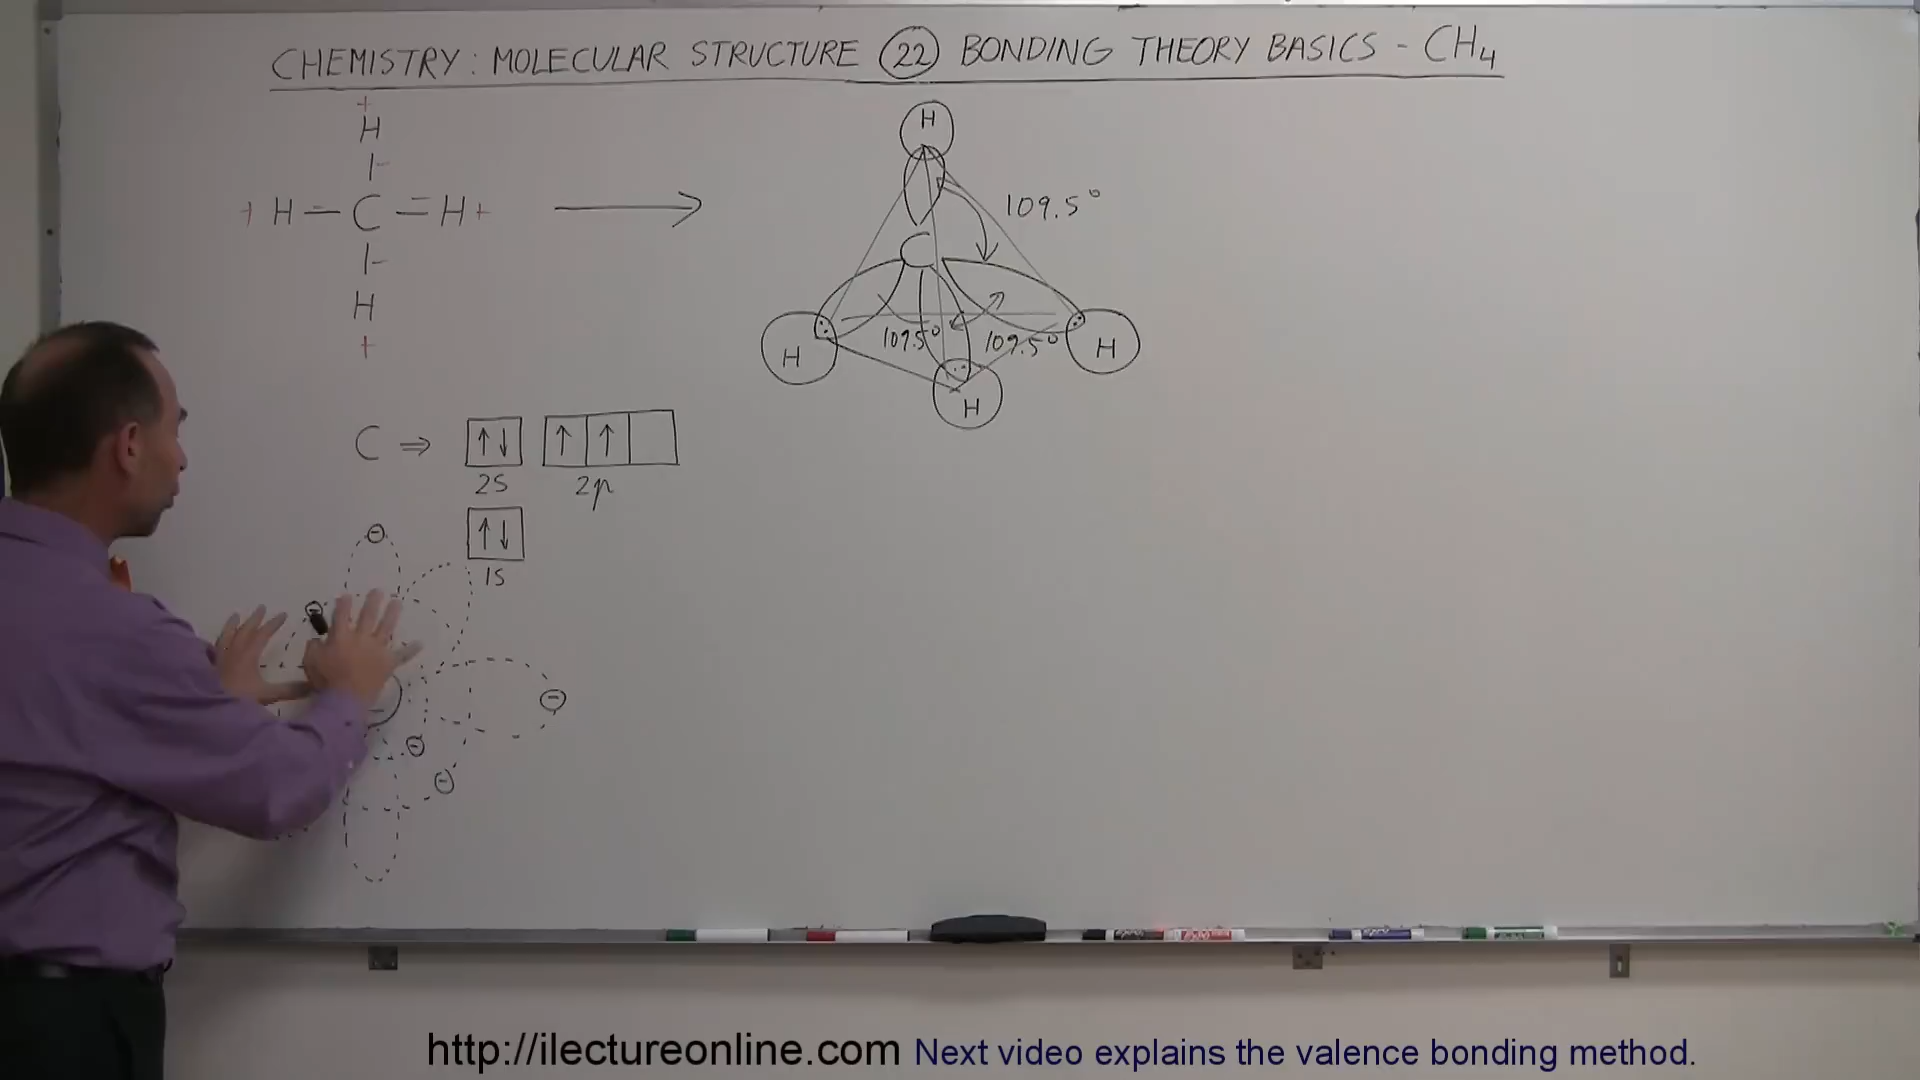 CHEMISTRY: MOLECULAR STRUCTURE 22 BONDING THEORY BASICS - CH4
+
H
-
+ H - C = H +
-
H
+
H
C
109.5°
109.5° 109.5°
H H
H
C ⇒ ↑↓ ↑ ↑
2S 2p
↑↓
1S
http://ilectureonline.com Next video explains the valence bonding method.